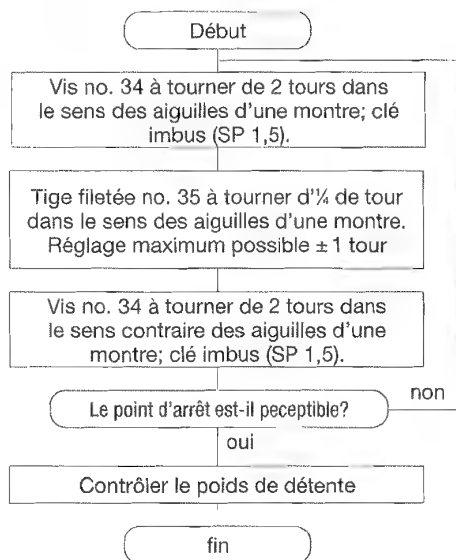 Début
Vis no. 34 à tourner de 2 tours dans
le sens des aiguilles d'une montre; clé
imbus (SP 1,5).
Tige filetée no. 35 à tourner d'¼ de tour
dans le sens des aiguilles d'une montre.
Réglage maximum possible ± 1 tour
Vis no. 34 à tourner de 2 tours dans
le sens contraire des aiguilles d'une
montre; clé imbus (SP 1,5).
Le point d'arrêt est-il peceptible?
non
oui
Contrôler le poids de détente
fin